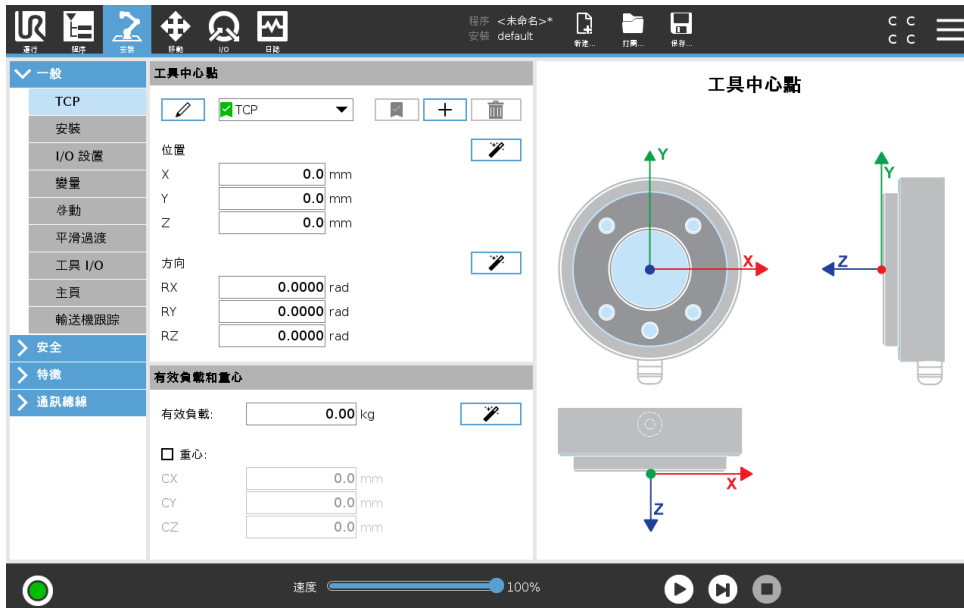 UR
運行
程序
安裝
移動
I/O
日誌
程序 <未命名>*
安裝 default
新建...
打開...
保存...
C C
C C
一般
TCP
安裝
I/O 設置
變量
啓動
平滑過渡
工具 I/O
主頁
輸送機跟踪
安全
特徵
通訊總線
工具中心點
TCP
位置
X 0.0 mm
Y 0.0 mm
Z 0.0 mm
方向
RX 0.0000 rad
RY 0.0000 rad
RZ 0.0000 rad
有效負載和重心
有效負載: 0.00 kg
重心:
CX 0.0 mm
CY 0.0 mm
CZ 0.0 mm
工具中心點
Y
X
Y
Z
X
Z
速度 100%